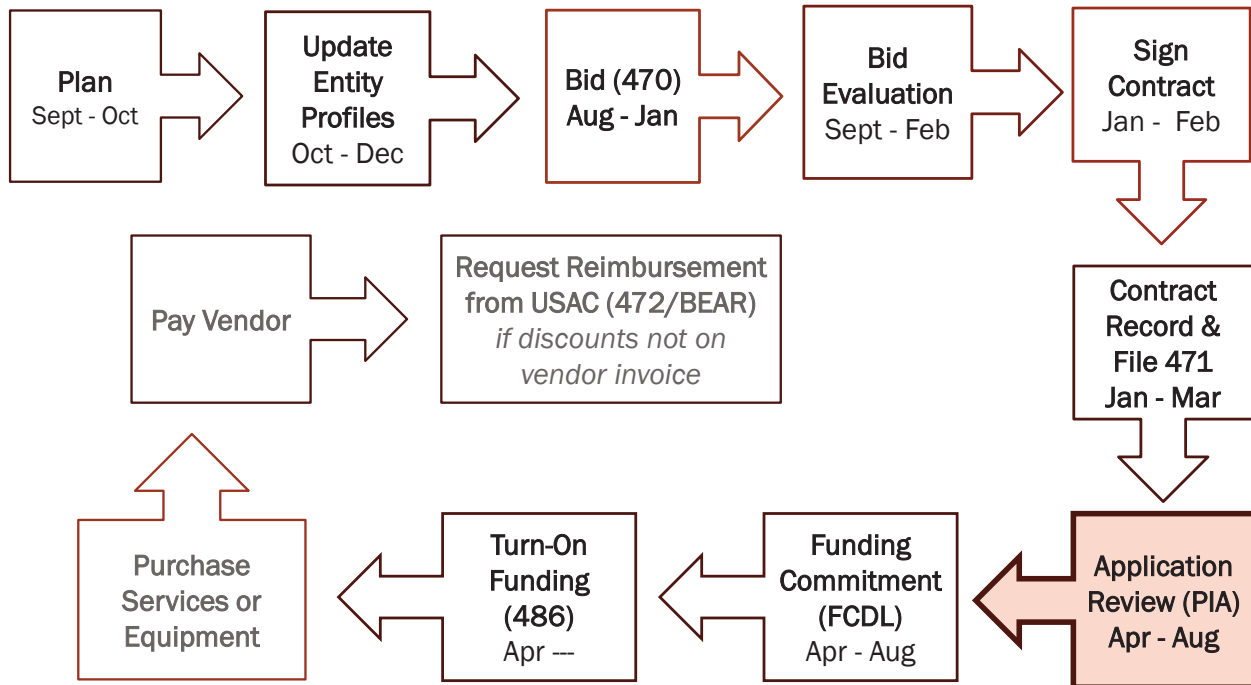 Plan
Sept - Oct
Update
Entity
Profiles
Oct - Dec
Bid (470)
Aug - Jan
Bid
Evaluation
Sept - Feb
Sign
Contract
Jan - Feb
Contract
Record &
File 471
Jan - Mar
Application
Review (PIA)
Apr - Aug
Funding
Commitment
(FCDL)
Apr - Aug
Turn-On
Funding
(486)
Apr ---
Purchase
Services or
Equipment
Pay Vendor
Request Reimbursement
from USAC (472/BEAR)
if discounts not on
vendor invoice